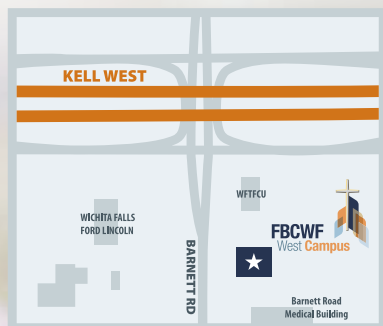 KELL WEST
WFTFCU
WICHITA FALLS
FORD LINCOLN
FBCWF
West Campus
BARNETT RD
Barnett Road
Medical Building